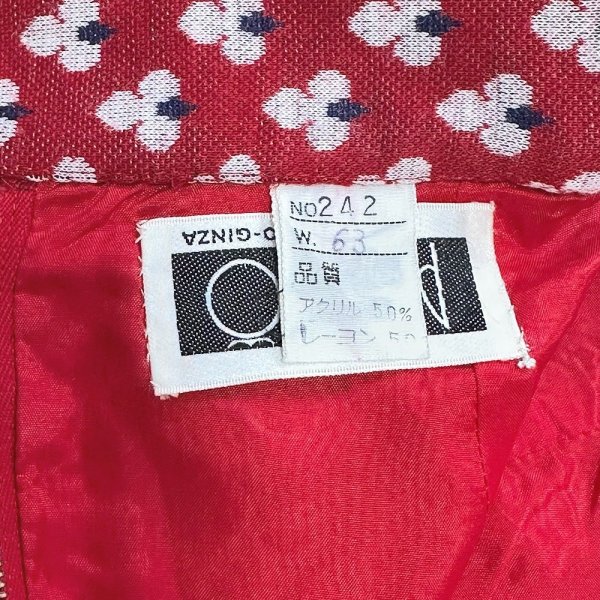 NO242
W. 63
品質
アクリル 50%
レーヨン 50
O-GINZA